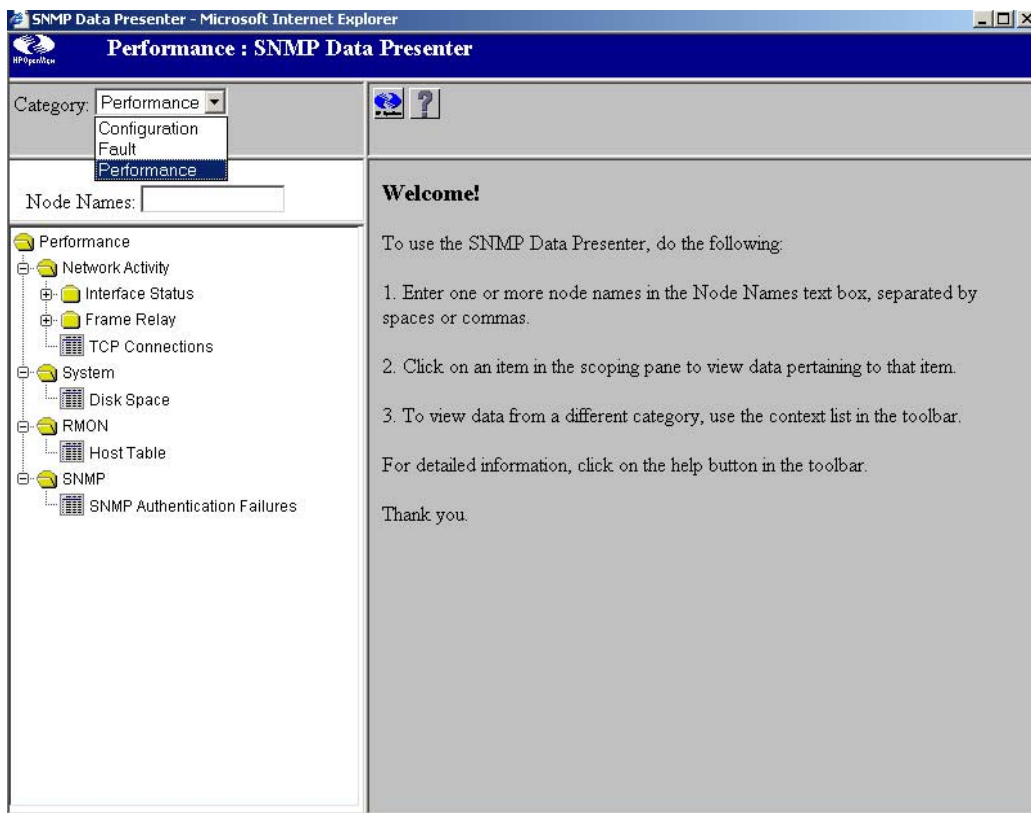 SNMP Data Presenter - Microsoft Internet Explorer
HP OpenView
Performance : SNMP Data Presenter
Category: Performance
Configuration
Fault
Performance
Node Names:
Performance
Network Activity
Interface Status
Frame Relay
TCP Connections
System
Disk Space
RMON
Host Table
SNMP
SNMP Authentication Failures
?
Welcome!
To use the SNMP Data Presenter, do the following:
1. Enter one or more node names in the Node Names text box, separated by
spaces or commas.
2. Click on an item in the scoping pane to view data pertaining to that item.
3. To view data from a different category, use the context list in the toolbar.
For detailed information, click on the help button in the toolbar.
Thank you.